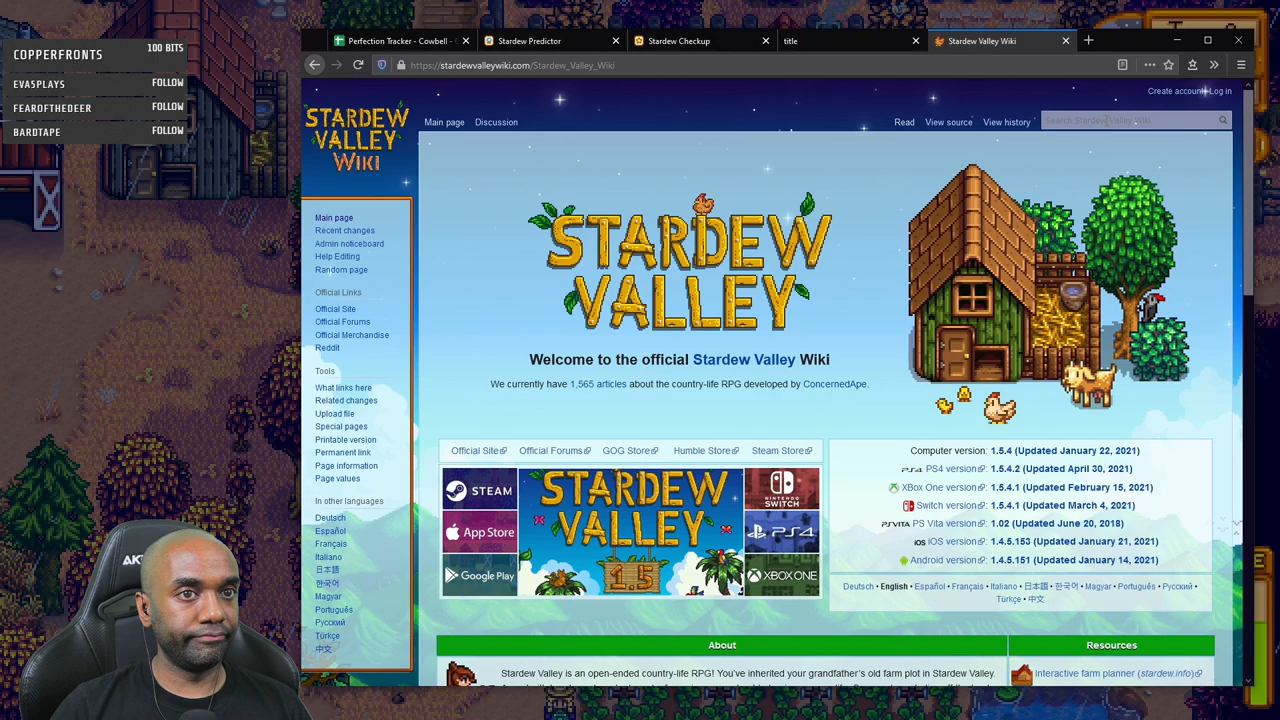 COPPERFRONTS 100 BITS
EVA5PLAYS FOLLOW
FEAROFTHEDEER FOLLOW
BARDTAPE FOLLOW
Perfection Tracker - Cowbell -
Stardew Predictor
Stardew Checkup
title
Stardew Valley Wiki
https://stardewvalleywiki.com/Stardew_Valley_Wiki
Create account Log in
STARDEW
VALLEY
WIKI
Main page Discussion Read View source View history Search Stardew Valley Wiki
Main page
Recent changes
Admin noticeboard
Help Editing
Random page
Official Links
Official Site
Official Forums
Official Merchandise
Reddit
Tools
What links here
Related changes
Upload file
Special pages
Printable version
Permanent link
Page information
Page values
In other languages
Deutsch
Español
Français
Italiano
日本語
한국어
Magyar
Português
Русский
Türkçe
中文
STARDEW
VALLEY
Welcome to the official Stardew Valley Wiki
We currently have 1,565 articles about the country-life RPG developed by ConcernedApe.
Official Site Official Forums GOG Store Humble Store Steam Store
STEAM
App Store
Google Play
STARDEW
VALLEY
1.5
NINTENDO
SWITCH
PS4
XBOX ONE
Computer version: 1.5.4 (Updated January 22, 2021)
PS4 PS4 version: 1.5.4.2 (Updated April 30, 2021)
XBox One version: 1.5.4.1 (Updated February 15, 2021)
Switch version: 1.5.4.1 (Updated March 4, 2021)
PSVITA PS Vita version: 1.02 (Updated June 20, 2018)
iOS iOS version: 1.4.5.153 (Updated January 21, 2021)
Android version: 1.4.5.151 (Updated January 14, 2021)
Deutsch • English • Español • Français • Italiano • 日本語 • 한국어 • Magyar • Português • Русский •
Türkçe • 中文
About
Resources
Stardew Valley is an open-ended country-life RPG! You've inherited your grandfather's old farm plot in Stardew Valley.
Interactive farm planner (stardew.info)
AK